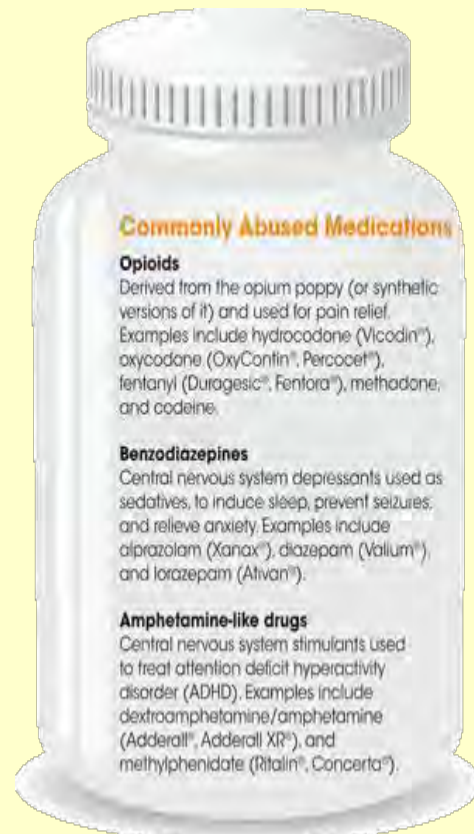 Commonly Abused Medications
Opioids
Derived from the opium poppy (or synthetic
versions of it) and used for pain relief.
Examples include hydrocodone (Vicodin®),
oxycodone (OxyContin®, Percocet®),
fentanyl (Duragesic®, Fentora®), methadone,
and codeine.
Benzodiazepines
Central nervous system depressants used as
sedatives, to induce sleep, prevent seizures,
and relieve anxiety. Examples include
alprazolam (Xanax®), diazepam (Valium®),
and lorazepam (Ativan®).
Amphetamine-like drugs
Central nervous system stimulants used
to treat attention deficit hyperactivity
disorder (ADHD). Examples include
dextroamphetamine/amphetamine
(Adderall®, Adderall XR®), and
methylphenidate (Ritalin®, Concerta®).